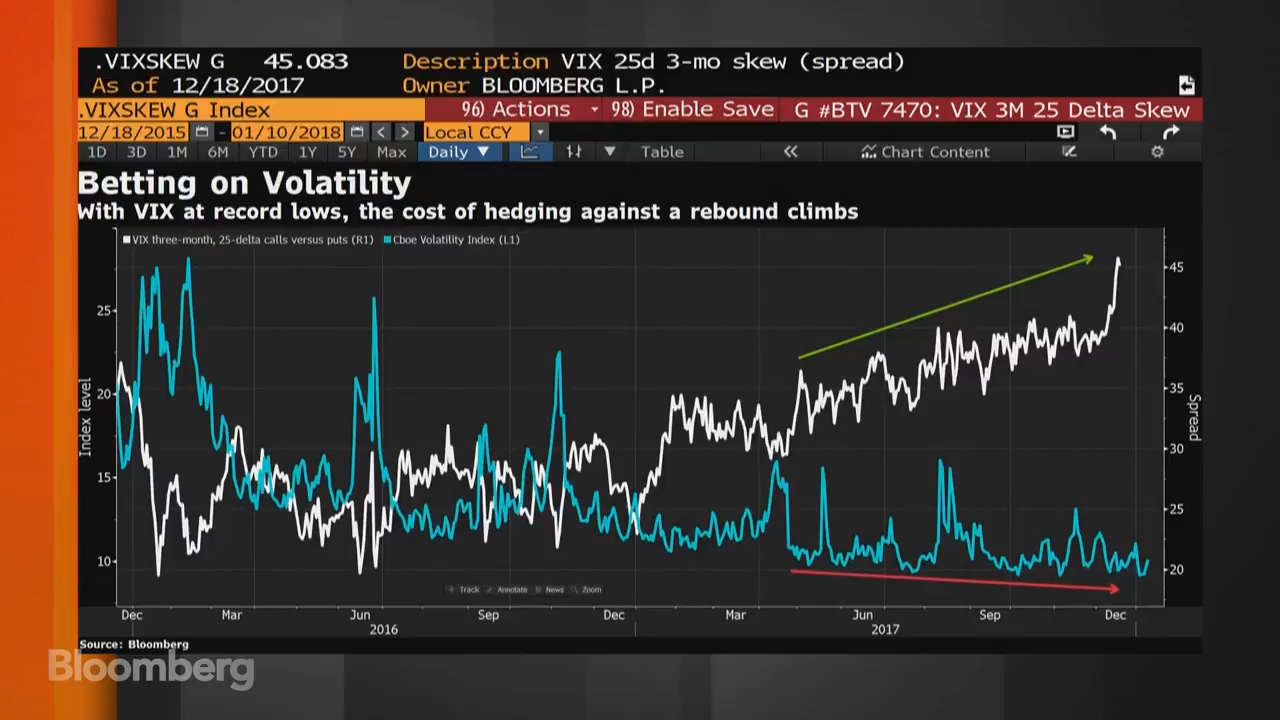 .VIXSKEW G 45.083 Description VIX 25d 3-mo skew (spread)
As of 12/18/2017 Owner BLOOMBERG L.P.
.VIXSKEW G Index 96) Actions 98) Enable Save G #BTV 7470: VIX 3M 25 Delta Skew
12/18/2015 - 01/10/2018 Local CCY
1D 3D 1M 6M YTD 1Y 5Y Max Daily Table Chart Content
Betting on Volatility
With VIX at record lows, the cost of hedging against a rebound climbs
VIX three-month, 25-delta calls versus puts (R1) Cboe Volatility Index (L1)
45
25
40
Index level
20
35
Spread
30
15
25
10
20
Track Annotate News Zoom
Dec Mar Jun Sep Dec Mar Jun Sep Dec
2016 2017
Source: Bloomberg
Bloomberg